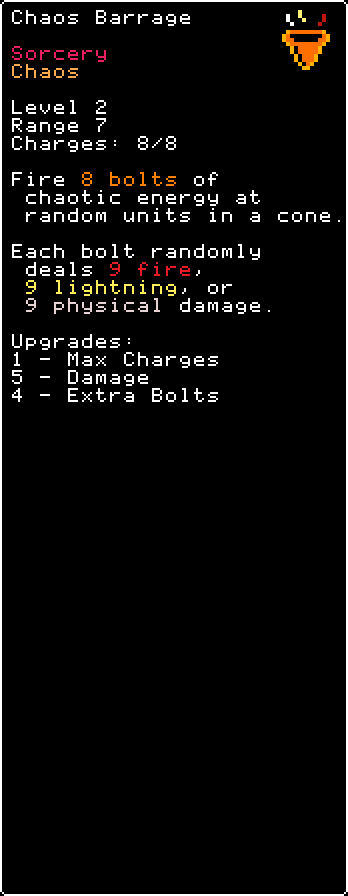 Chaos Barrage
Sorcery
Chaos
Level 2
Range 7
Charges: 8/8
Fire 8 bolts of
chaotic energy at
random units in a cone.
Each bolt randomly
deals 9 fire,
9 lightning, or
9 physical damage.
Upgrades:
1 - Max Charges
5 - Damage
4 - Extra Bolts